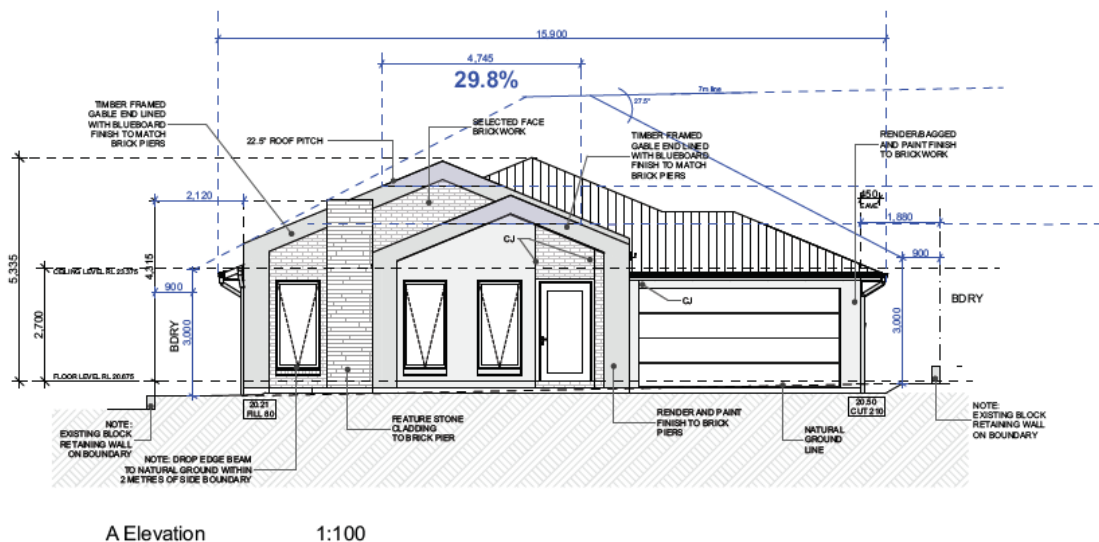 15.900
4,745
29.8%
7m line
27.5°
TIMBER FRAMED
GABLE END LINED
WITH BLUEBOARD
FINISH TO MATCH
BRICK PIERS
22.5° ROOF PITCH
SELECTED FACE
BRICKWORK
TIMBER FRAMED
GABLE END LINED
WITH BLUEBOARD
FINISH TO MATCH
BRICK PIERS
RENDER/BAGGED
AND PAINT FINISH
TO BRICKWORK
2,120
450
EAVE
1,880
5,335
4,315
CEILING LEVEL RL 23.375
900
CJ
900
2,700
BDRY
3,000
CJ
3,000
BDRY
FLOOR LEVEL RL 20.675
20.21
FILL 80
20.50
CUT 210
NOTE:
EXISTING BLOCK
RETAINING WALL
ON BOUNDARY
NOTE: DROP EDGE BEAM
TO NATURAL GROUND WITHIN
2 METRES OF SIDE BOUNDARY
FEATURE STONE
CLADDING
TO BRICK PIER
RENDER AND PAINT
FINISH TO BRICK
PIERS
NATURAL
GROUND
LINE
NOTE:
EXISTING BLOCK
RETAINING WALL
ON BOUNDARY
A Elevation 1:100